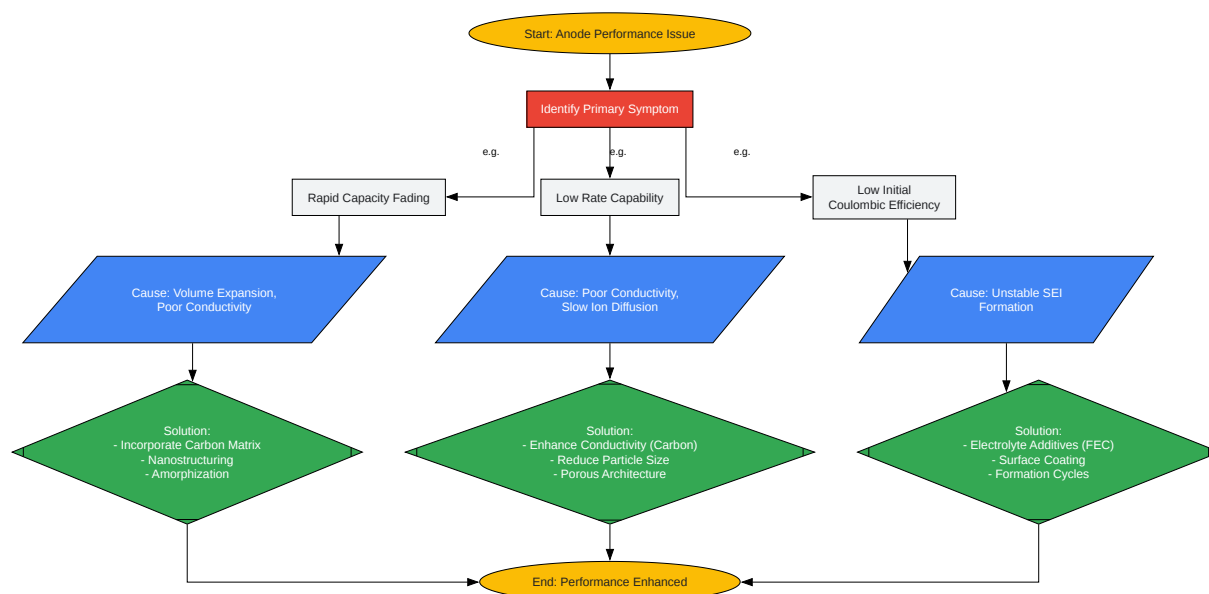 Start: Anode Performance Issue
Identify Primary Symptom
e.g.
e.g.
e.g.
Rapid Capacity Fading
Low Rate Capability
Low Initial
Coulombic Efficiency
Cause: Volume Expansion,
Poor Conductivity
Cause: Poor Conductivity,
Slow Ion Diffusion
Cause: Unstable SEI
Formation
Solution:
- Incorporate Carbon Matrix
- Nanostructuring
- Amorphization
Solution:
- Enhance Conductivity (Carbon)
- Reduce Particle Size
- Porous Architecture
Solution:
- Electrolyte Additives (FEC)
- Surface Coating
- Formation Cycles
End: Performance Enhanced